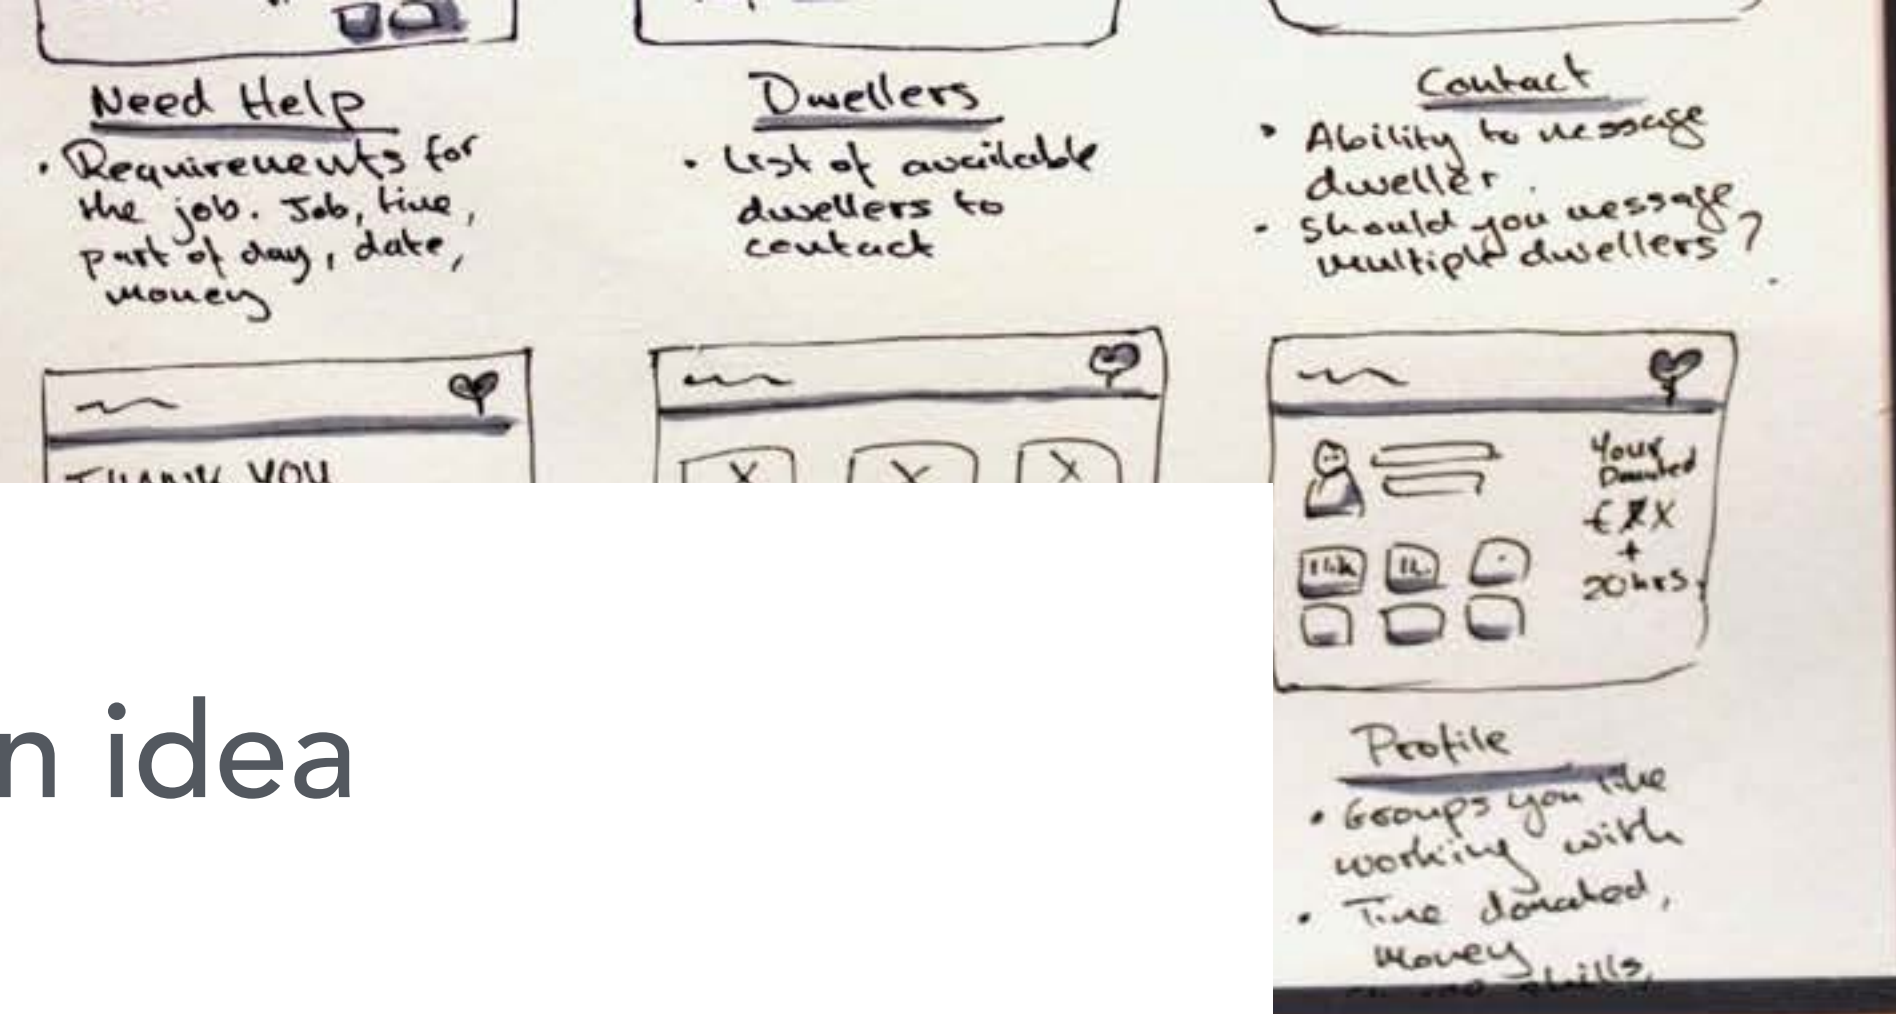 Need Help
• Requirements for
the job. Job, time,
part of day, date,
money
Dwellers
• List of available
dwellers to
contact
Contact
• Ability to message
dweller.
- Should you message
multiple dwellers?
THANK YOU
Your
Donated
X
+
20hrs.
Profile
• Groups you like
working with
• Time donated,
money
skills,
n idea